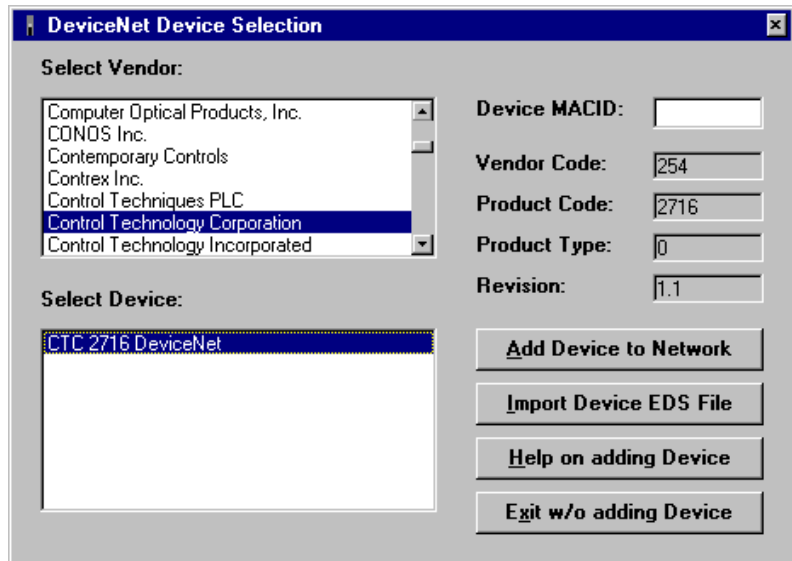 DeviceNet Device Selection
Select Vendor:
Computer Optical Products, Inc.
CONOS Inc.
Contemporary Controls
Contrex Inc.
Control Techniques PLC
Control Technology Corporation
Control Technology Incorporated
Device MACID:
Vendor Code: 254
Product Code: 2716
Product Type: 0
Revision: 1.1
Select Device:
CTC 2716 DeviceNet
Add Device to Network
Import Device EDS File
Help on adding Device
Exit w/o adding Device